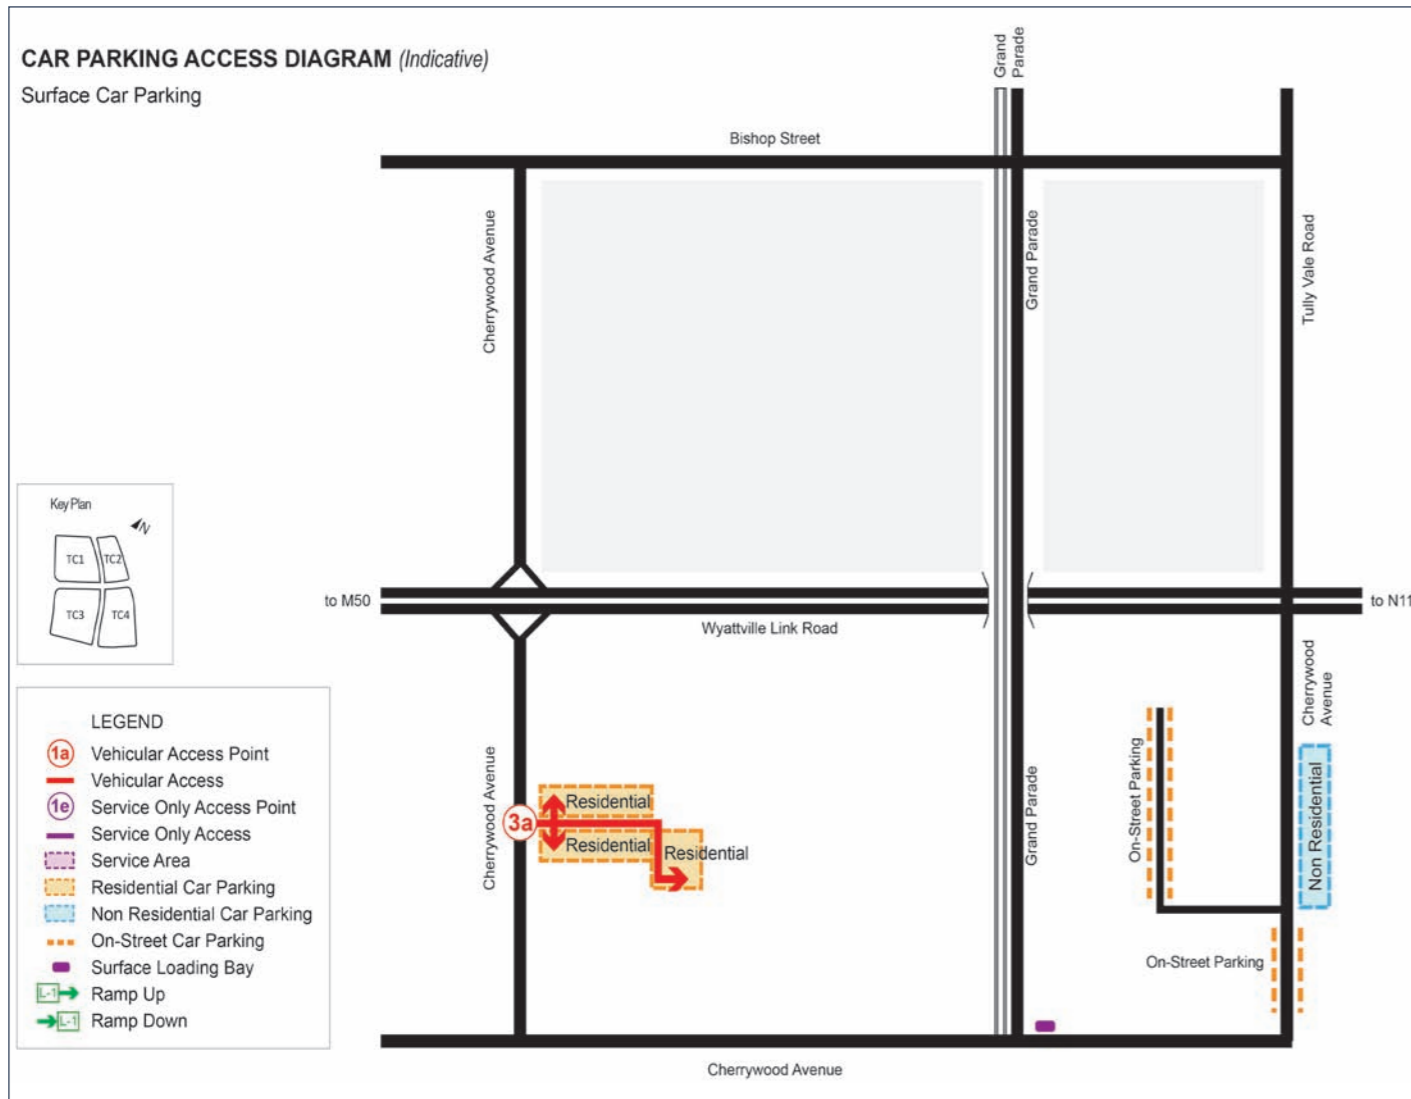 CAR PARKING ACCESS DIAGRAM (Indicative)
Surface Car Parking
Grand
Parade
Bishop Street
Cherrywood Avenue
Grand Parade
Tully Vale Road
Key Plan
N
TC1
TC2
TC3
TC4
to M50
to N11
Wyattville Link Road
Cherrywood
Avenue
LEGEND
1a Vehicular Access Point
Vehicular Access
1e Service Only Access Point
Service Only Access
Service Area
Residential Car Parking
Non Residential Car Parking
On-Street Car Parking
Surface Loading Bay
L-1 Ramp Up
L-1 Ramp Down
Cherrywood Avenue
3a
Residential
Residential
Residential
Grand Parade
On-Street Parking
Non Residential
On-Street Parking
Cherrywood Avenue